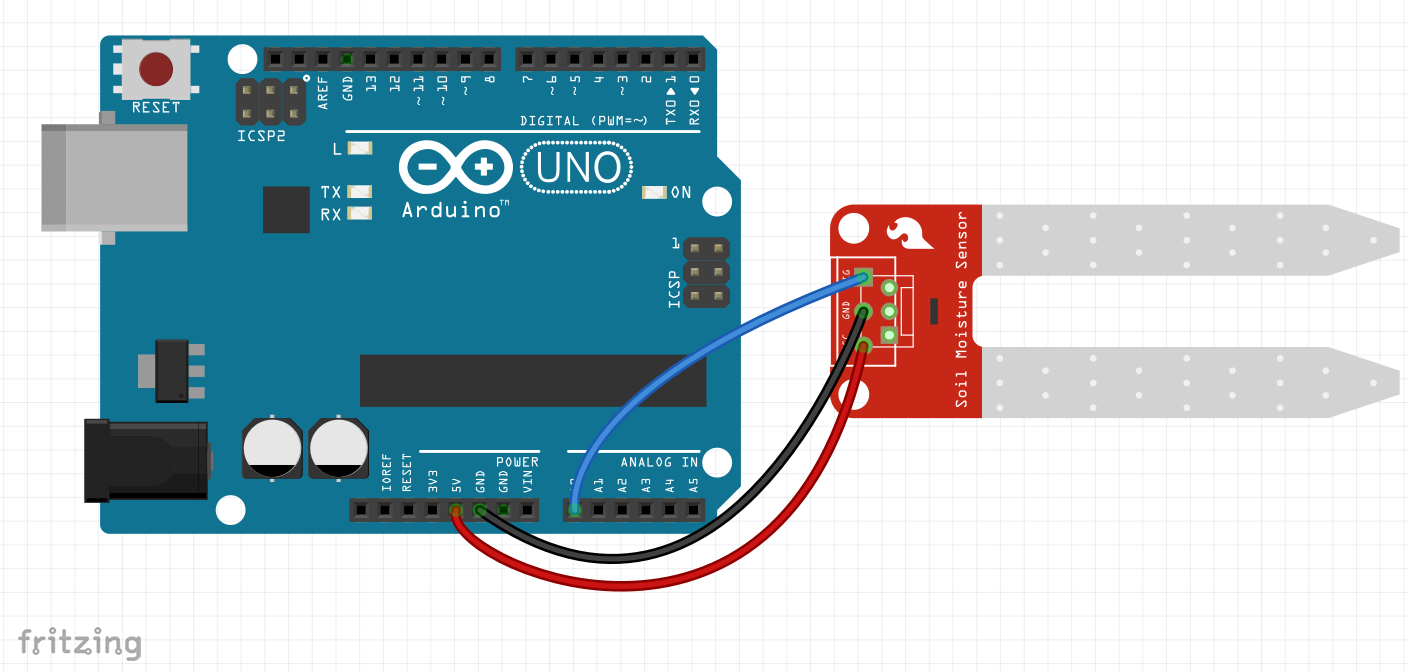 RESET
ICSP2
AREF
GND
13
12
~11
~10
~9
8
7
~6
~5
4
~3
2
TX0▶1
RX0◀0
DIGITAL (PWM=~)
L
TX
RX
Arduino™
UNO
ON
1
ICSP
IOREF
RESET
3V3
5V
GND
GND
VIN
POWER
ANALOG IN
A1
A2
A3
A4
A5
GND
Soil Moisture Sensor
fritzing